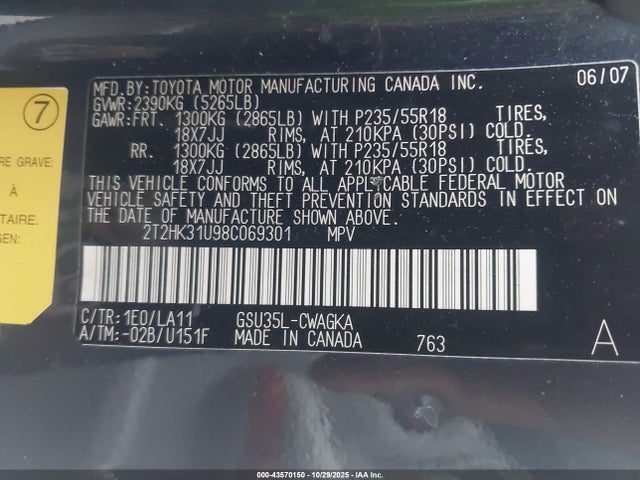 MFD. BY: TOYOTA MOTOR MANUFACTURING CANADA INC. 06/07
GVWR: 2390KG (5265LB)
GAWR: FRT. 1300KG (2865LB) WITH P235/55R18 TIRES,
18X7JJ RIMS, AT 210KPA (30PSI) COLD.
RR. 1300KG (2865LB) WITH P235/55R18 TIRES,
18X7JJ RIMS, AT 210KPA (30PSI) COLD.
THIS VEHICLE CONFORMS TO ALL APPLICABLE FEDERAL MOTOR
VEHICLE SAFETY AND THEFT PREVENTION STANDARDS IN EFFECT ON
THE DATE OF MANUFACTURE SHOWN ABOVE.
2T2HK31U98C069301 MPV
C/TR: 1E0/LA11 GSU35L-CWAGKA
A/TM: -02B/U151F MADE IN CANADA 763 A
7
RE GRAVE:
À
TAIRE.
GEN:
000-43570150 - 10/29/2025 - IAA Inc.